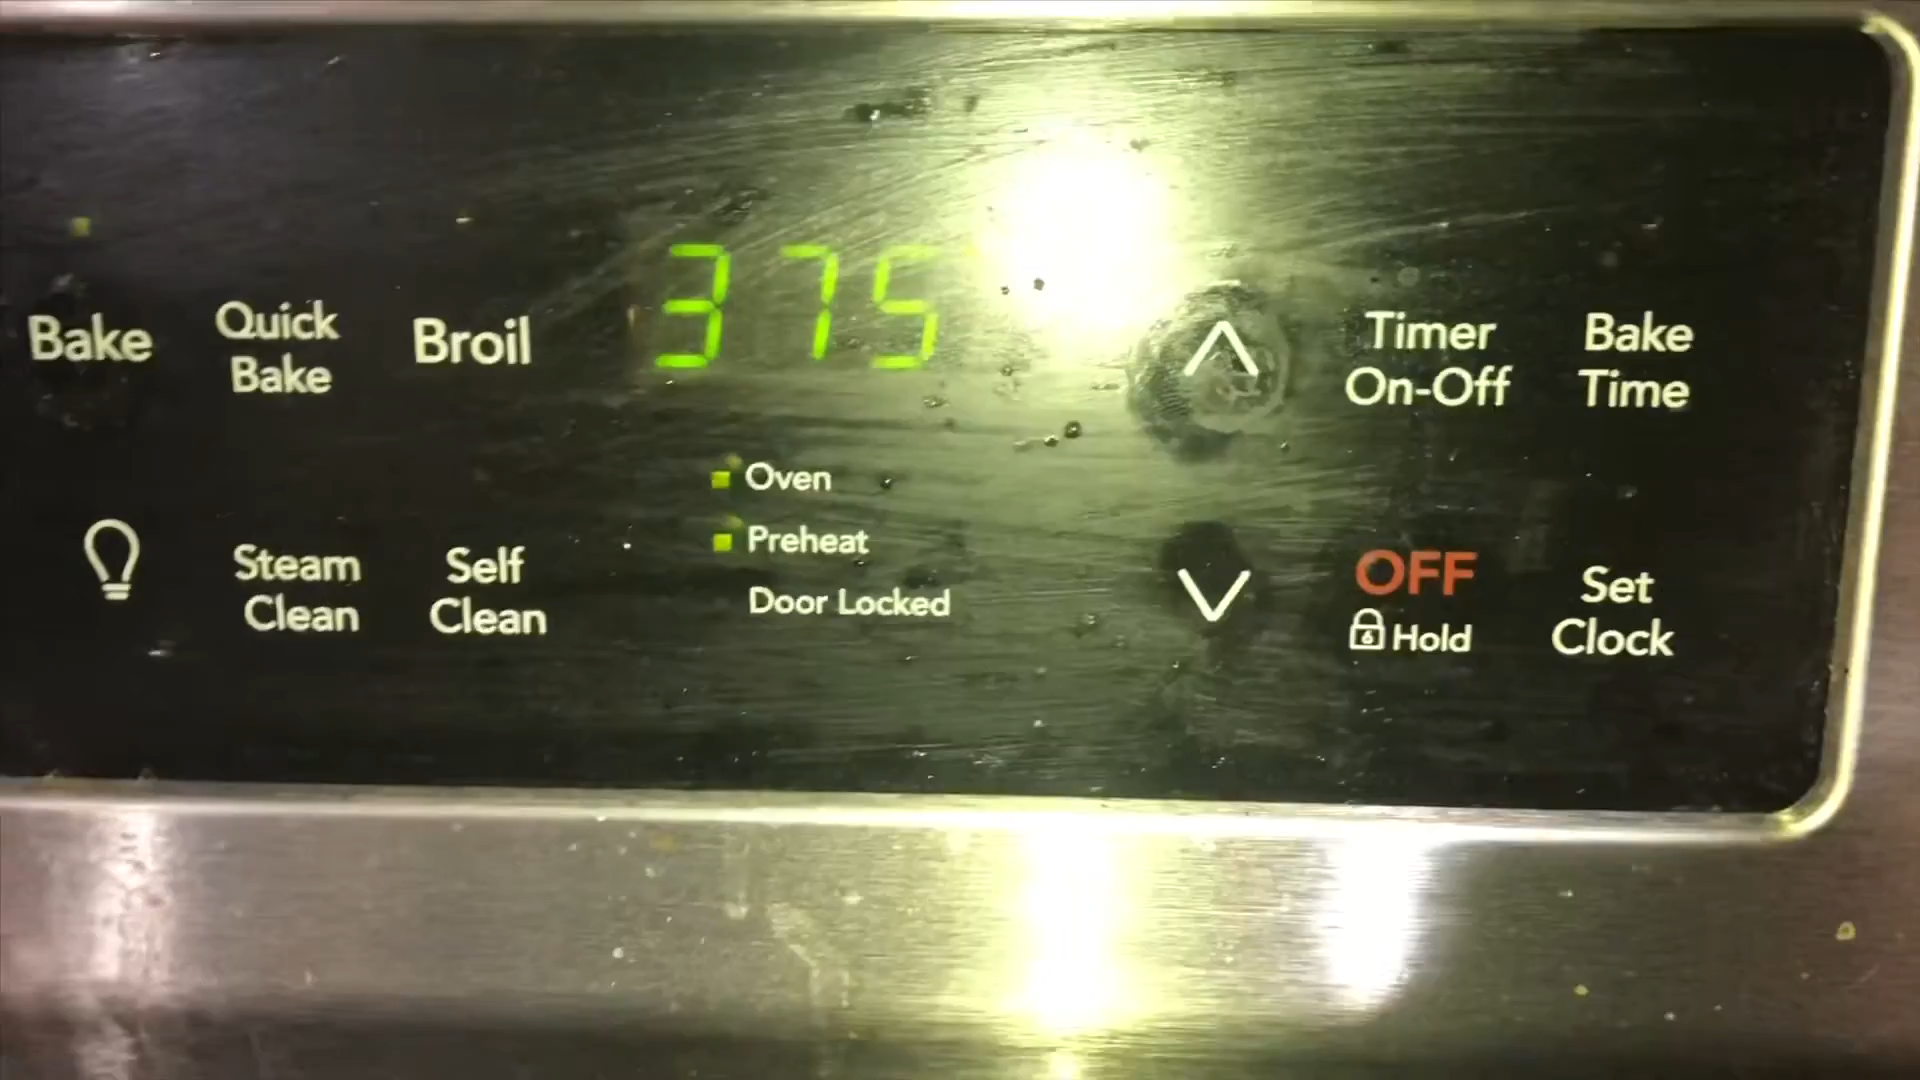 Bake
Quick
Bake
Broil
375
Timer
On-Off
Bake
Time
Oven
Preheat
Door Locked
Steam
Clean
Self
Clean
OFF
Hold
Set
Clock